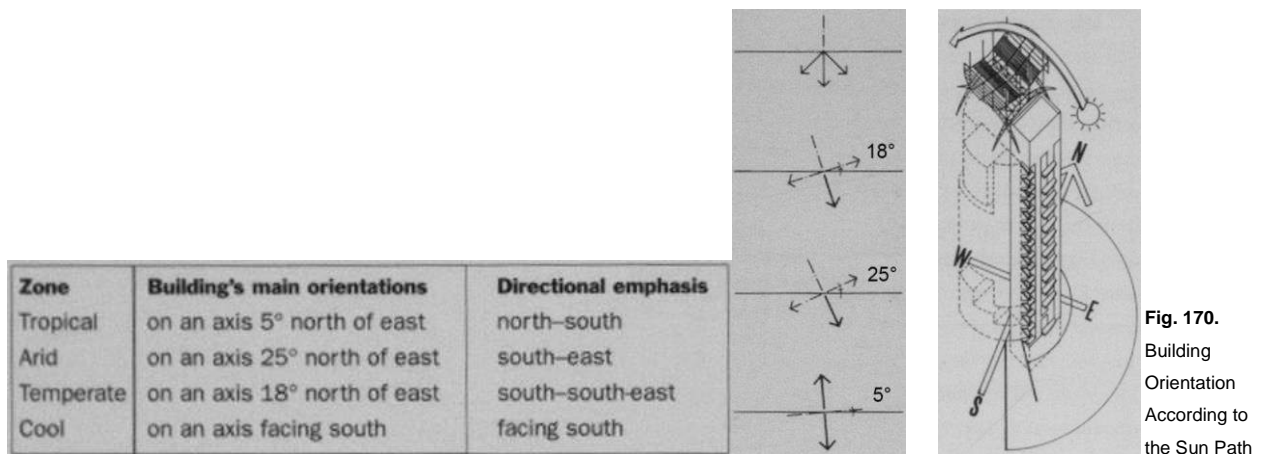 Zone Building's main orientations Directional emphasis
Tropical on an axis 5° north of east north–south
Arid on an axis 25° north of east south–east
Temperate on an axis 18° north of east south–south-east
Cool on an axis facing south facing south
18°
25°
5°
N
W
E
S
Fig. 170.
Building
Orientation
According to
the Sun Path